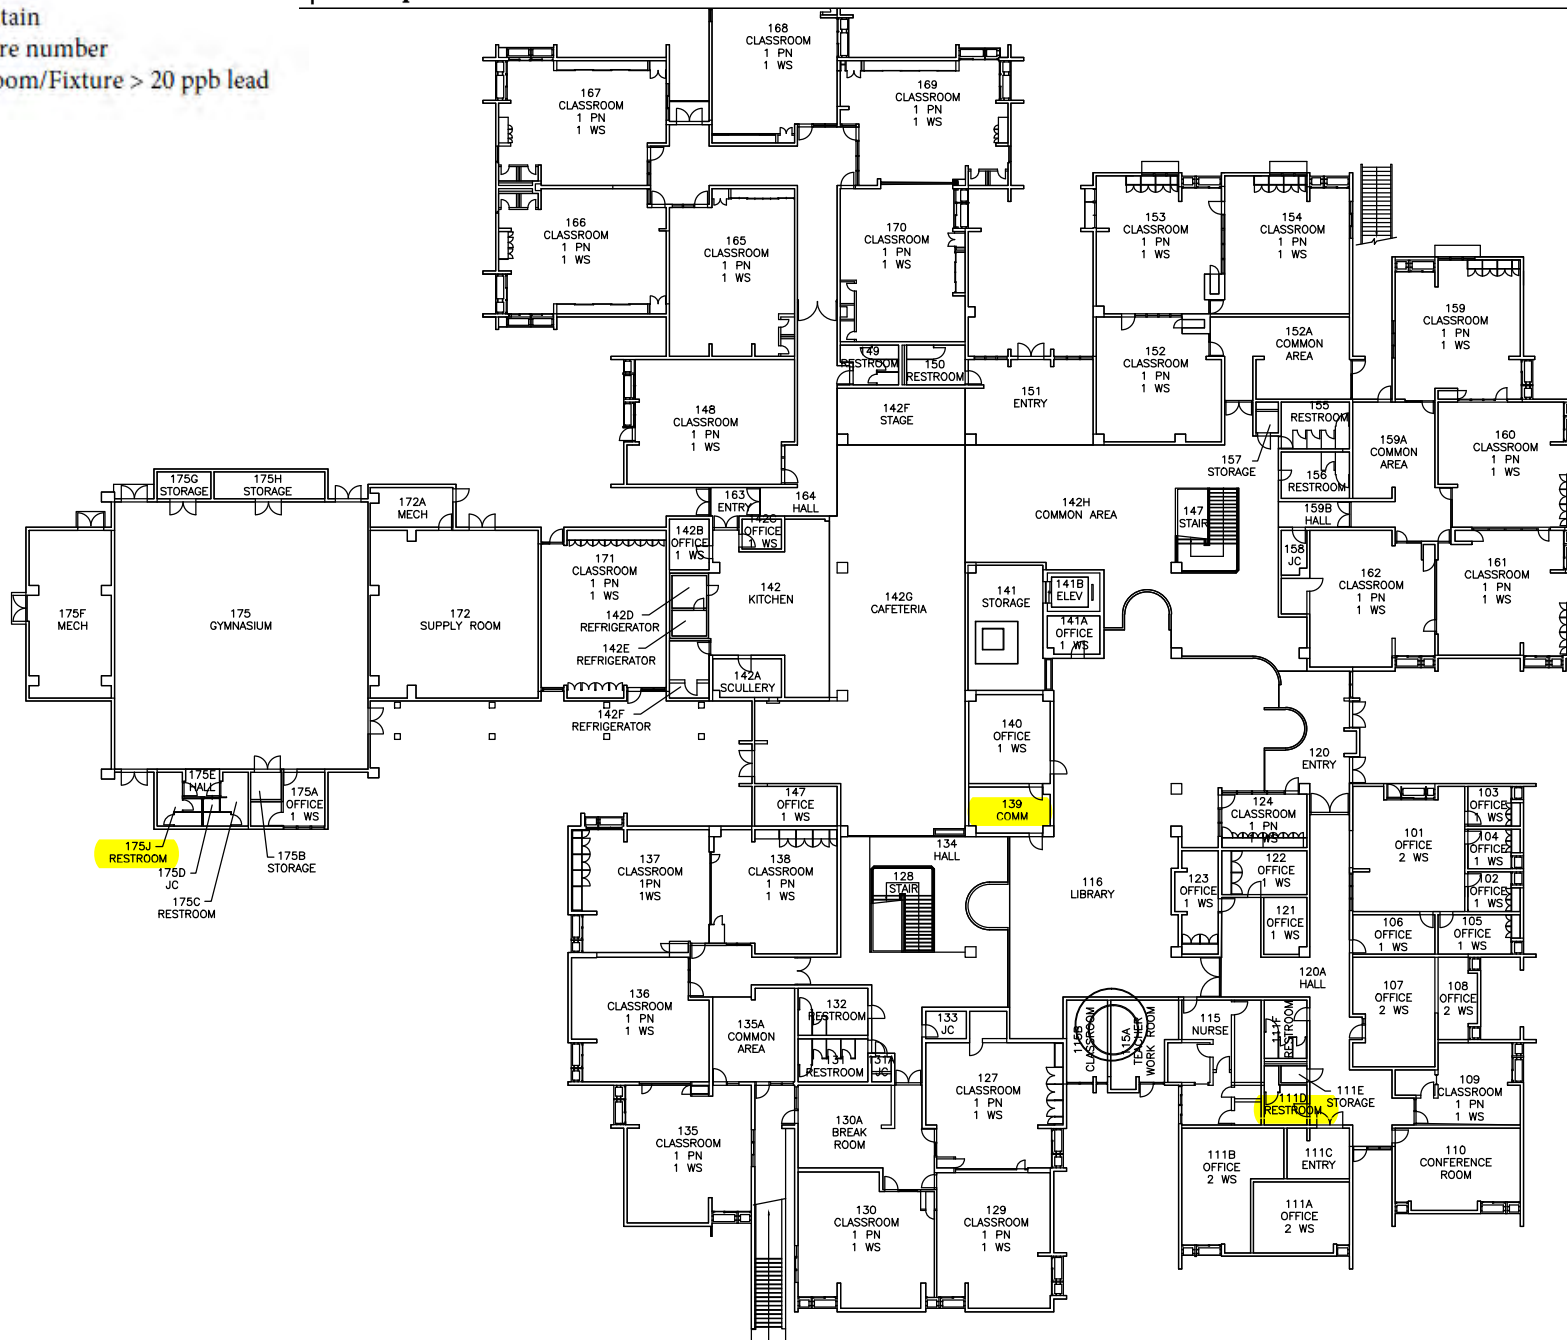 tain
re number
oom/Fixture > 20 ppb lead
168
CLASSROOM
1 PN
1 WS
167
CLASSROOM
1 PN
1 WS
169
CLASSROOM
1 PN
1 WS
166
CLASSROOM
1 PN
1 WS
165
CLASSROOM
1 PN
1 WS
170
CLASSROOM
1 PN
1 WS
153
CLASSROOM
1 PN
1 WS
154
CLASSROOM
1 PN
1 WS
159
CLASSROOM
1 PN
1 WS
152
CLASSROOM
1 PN
1 WS
152A
COMMON
AREA
149
RESTROOM
150
RESTROOM
151
ENTRY
142F
STAGE
148
CLASSROOM
1 PN
1 WS
155
RESTROOM
156
RESTROOM
157
STORAGE
159A
COMMON
AREA
160
CLASSROOM
1 PN
1 WS
159B
HALL
158
JC
162
CLASSROOM
1 PN
1 WS
161
CLASSROOM
1 PN
1 WS
175G
STORAGE
175H
STORAGE
172A
MECH
175F
MECH
175
GYMNASIUM
172
SUPPLY ROOM
171
CLASSROOM
1 PN
1 WS
163
ENTRY
164
HALL
142B
OFFICE
1 WS
142C
OFFICE
1 WS
142
KITCHEN
142D
REFRIGERATOR
142E
REFRIGERATOR
142F
REFRIGERATOR
142A
SCULLERY
142G
CAFETERIA
142H
COMMON AREA
147
STAIR
141
STORAGE
141B
ELEV
141A
OFFICE
1 WS
140
OFFICE
1 WS
139
COMM
120
ENTRY
175E
HALL
175A
OFFICE
1 WS
175J
RESTROOM
175D
JC
175B
STORAGE
175C
RESTROOM
147
OFFICE
1 WS
137
CLASSROOM
1PN
1WS
138
CLASSROOM
1 PN
1 WS
134
HALL
128
STAIR
116
LIBRARY
124
CLASSROOM
1 PN
1 WS
122
OFFICE
1 WS
123
OFFICE
1 WS
121
OFFICE
1 WS
101
OFFICE
2 WS
103
OFFICE
1 WS
104
OFFICE
1 WS
102
OFFICE
1 WS
106
OFFICE
1 WS
105
OFFICE
1 WS
120A
HALL
107
OFFICE
2 WS
108
OFFICE
2 WS
136
CLASSROOM
1 PN
1 WS
135A
COMMON
AREA
132
RESTROOM
131
RESTROOM
131A
JC
133
JC
127
CLASSROOM
1 PN
1 WS
115B
CLASSROOM
115A
TEACHER
WORK ROOM
115
NURSE
111F
RESTROOM
111E
STORAGE
111D
RESTROOM
109
CLASSROOM
1 PN
1 WS
135
CLASSROOM
1 PN
1 WS
130A
BREAK
ROOM
111B
OFFICE
2 WS
111C
ENTRY
110
CONFERENCE
ROOM
111A
OFFICE
2 WS
130
CLASSROOM
1 PN
1 WS
129
CLASSROOM
1 PN
1 WS